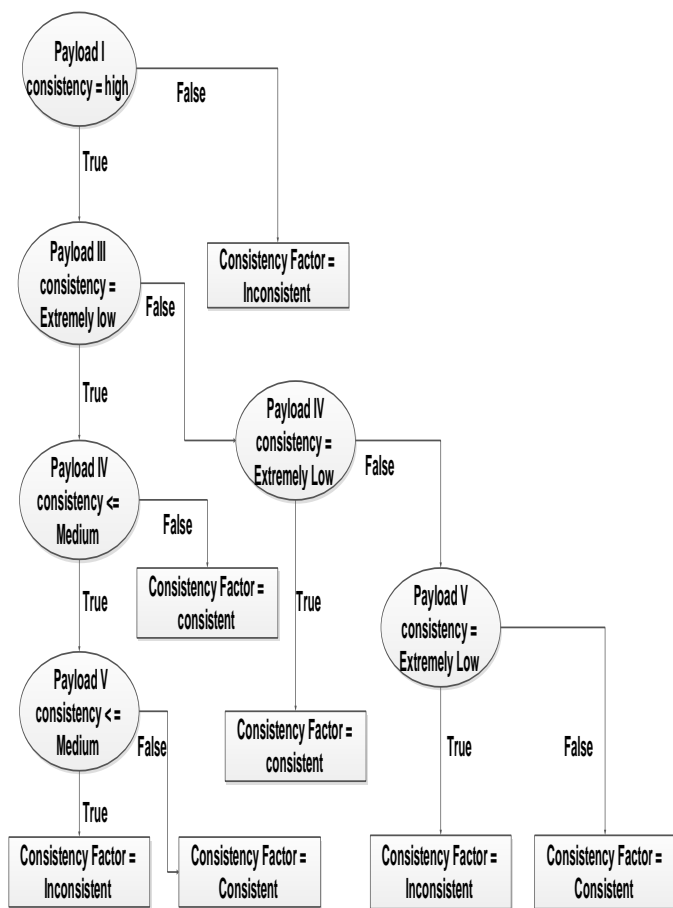 Payload I
consistency = high
False
True
Payload III
consistency =
Extremely low
Consistency Factor =
Inconsistent
False
True
Payload IV
consistency =
Extremely Low
False
Payload IV
consistency <=
Medium
False
Consistency Factor =
consistent
True
True
Payload V
consistency =
Extremely Low
Payload V
consistency < =
Medium
False
Consistency Factor =
consistent
True
False
True
Consistency Factor =
Inconsistent
Consistency Factor =
Consistent
Consistency Factor =
Inconsistent
Consistency Factor =
Consistent